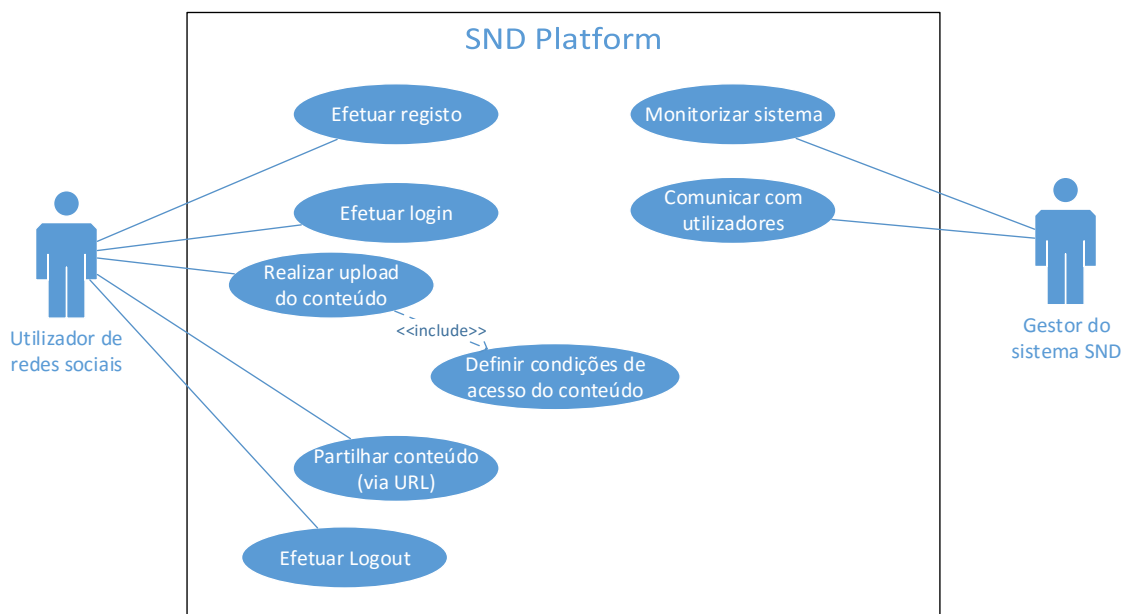 SND Platform
Efetuar registo
Monitorizar sistema
Efetuar login
Comunicar com
utilizadores
Realizar upload
do conteúdo
<<include>>
Definir condições de
acesso do conteúdo
Utilizador de
redes sociais
Gestor do
sistema SND
Partilhar conteúdo
(via URL)
Efetuar Logout